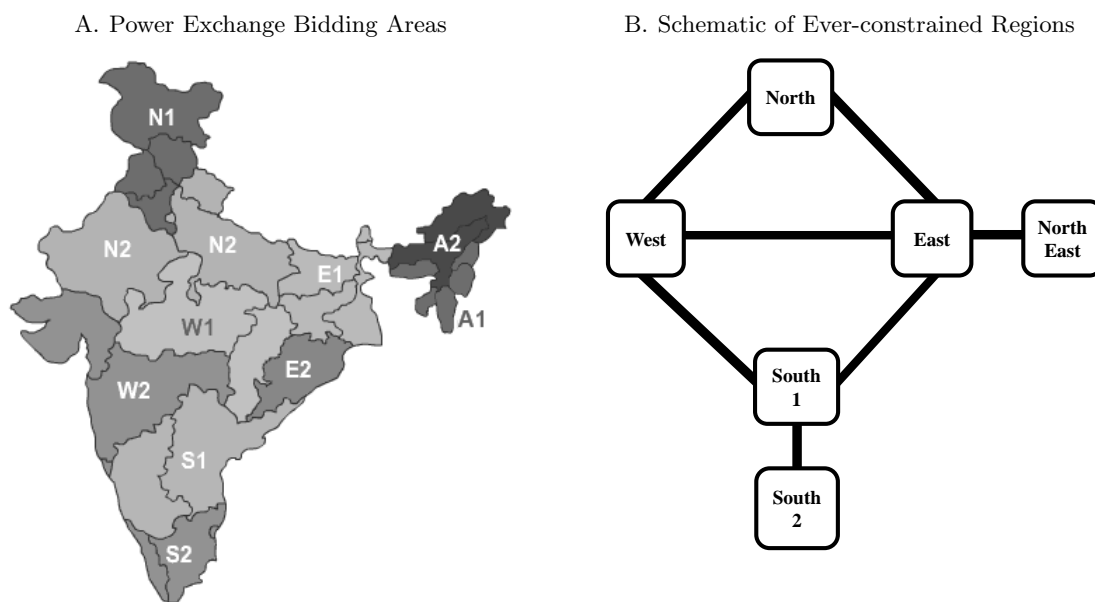 A. Power Exchange Bidding Areas
N1
N2
N2
E1
A2
A1
W1
W2
E2
S1
S2
B. Schematic of Ever-constrained Regions
North
West
East
North
East
South
1
South
2